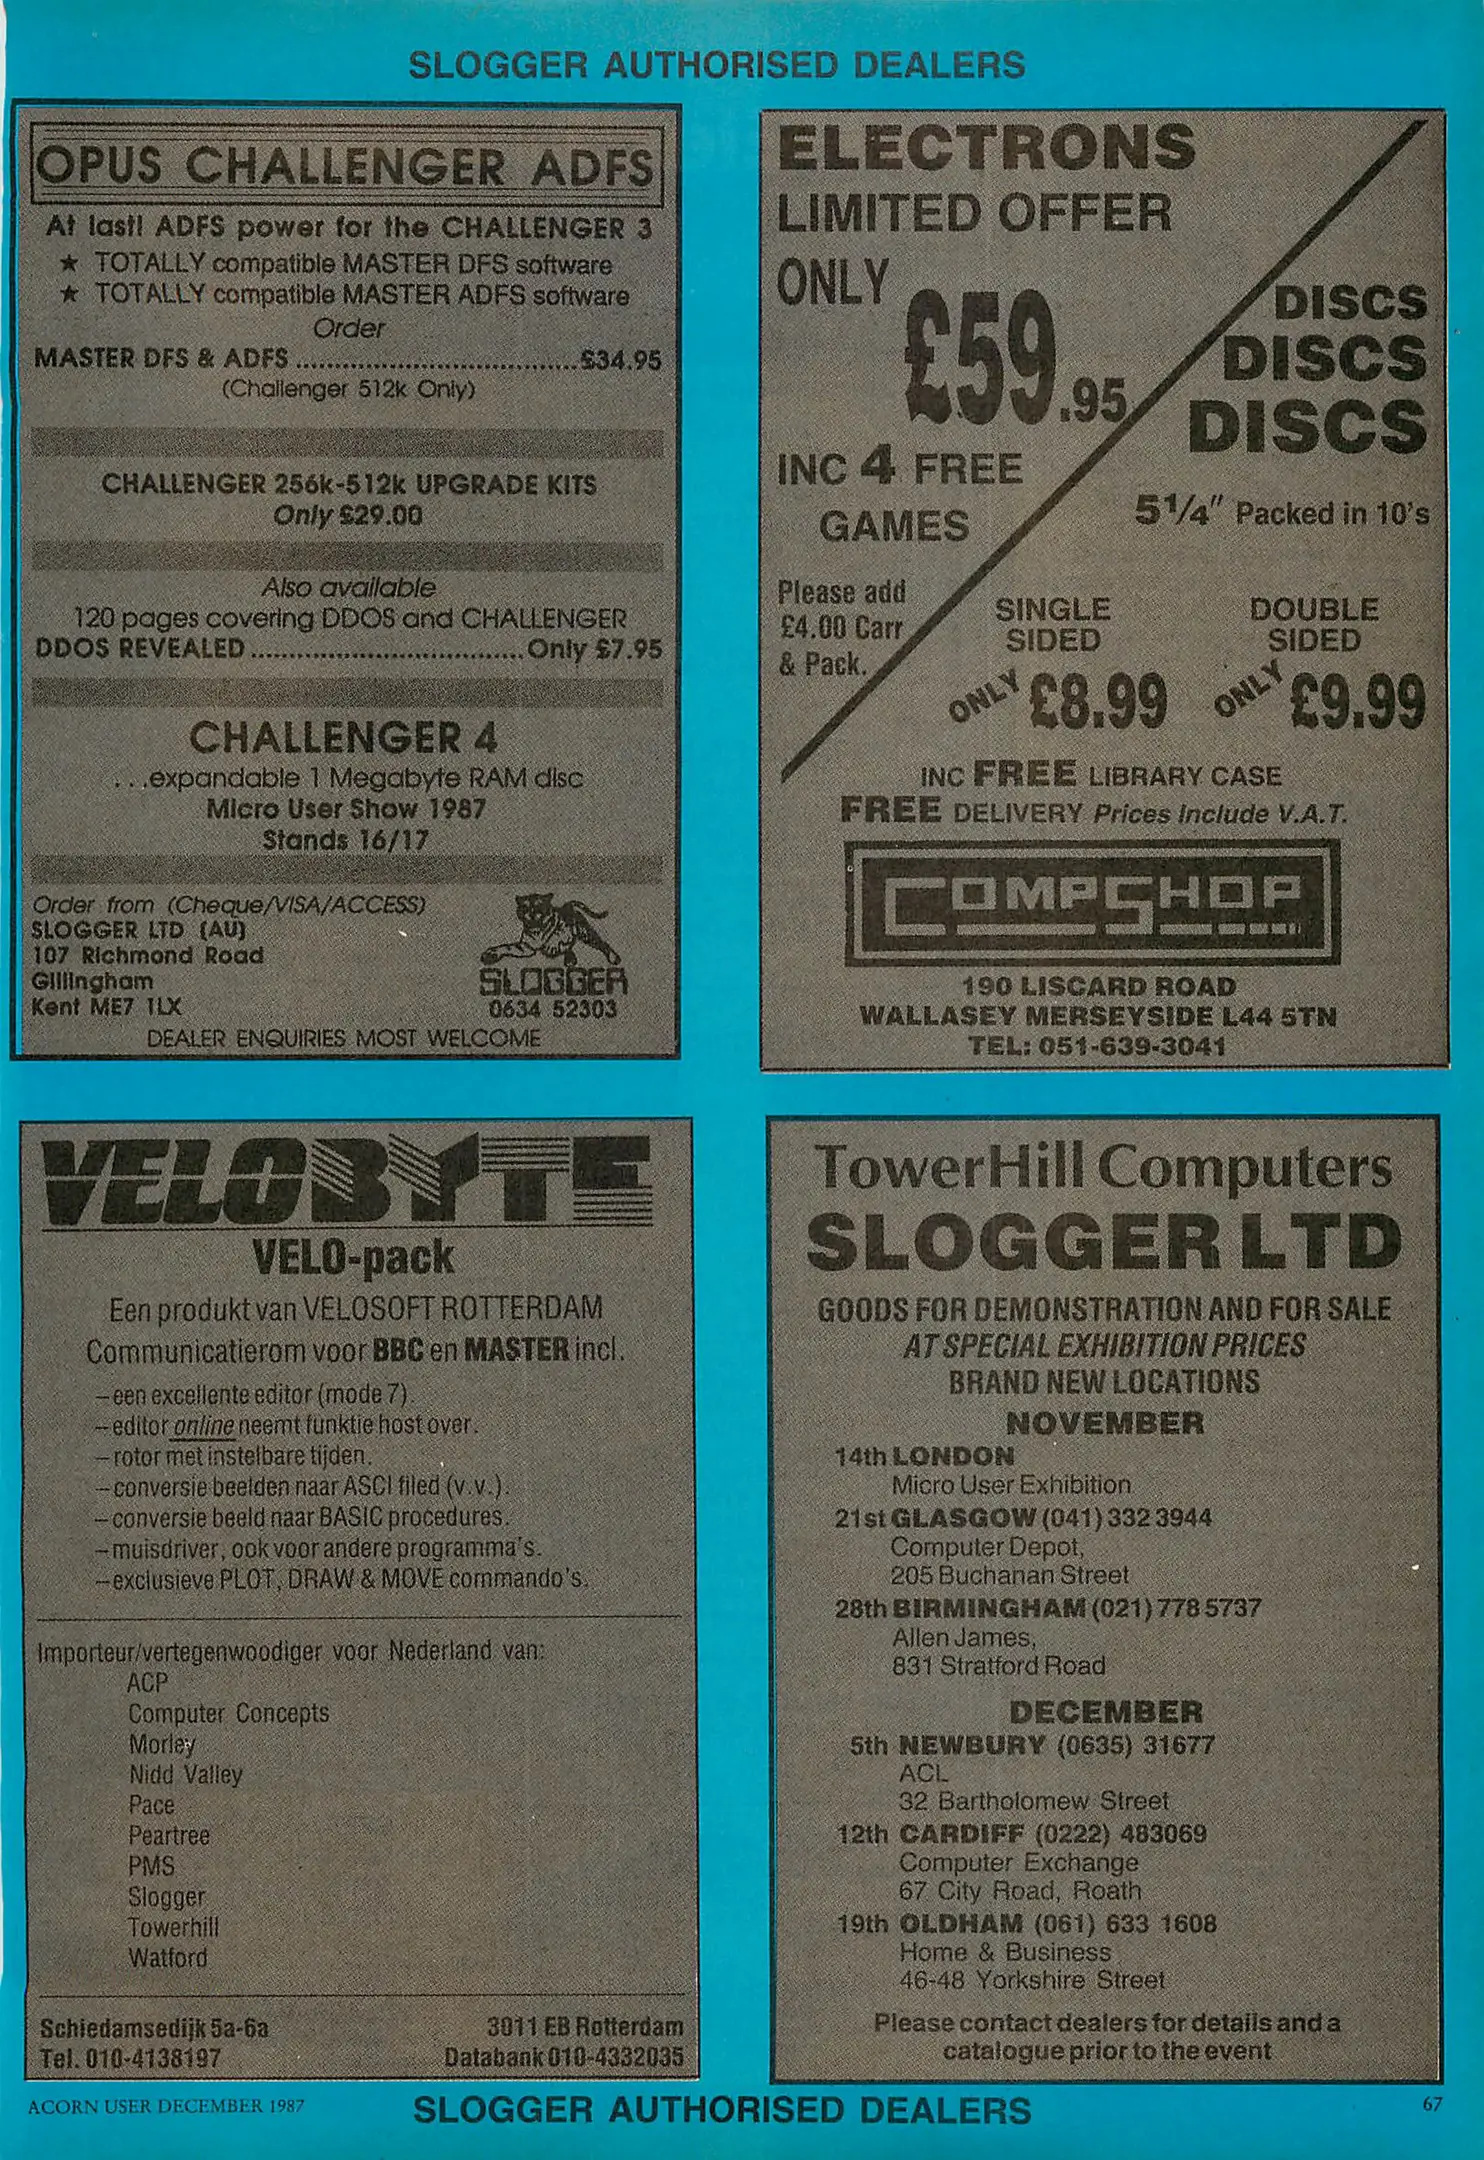 SLOGGER AUTHORISED DEALERS
OPUS CHALLENGER ADFS
At last! ADFS power for the CHALLENGER 3
★ TOTALLY compatible MASTER DFS software
★ TOTALLY compatible MASTER ADFS software
Order
MASTER DFS & ADFS ..................................... £34.95
(Challenger 512k Only)
CHALLENGER 256k-512k UPGRADE KITS
Only £29.00
Also available
120 pages covering DDOS and CHALLENGER
DDOS REVEALED .................................... Only £7.95
CHALLENGER 4
...expandable 1 Megabyte RAM disc
Micro User Show 1987
Stands 16/17
Order from (Cheque/VISA/ACCESS)
SLOGGER LTD (AU)
107 Richmond Road
Gillingham
Kent ME7 1LX
SLOGGER
0634 52303
DEALER ENQUIRIES MOST WELCOME
ELECTRONS
LIMITED OFFER
ONLY
£59.95
INC 4 FREE
GAMES
Please add
£4.00 Carr
& Pack.
DISCS
DISCS
DISCS
5¼" Packed in 10's
SINGLE
SIDED
ONLY £8.99
DOUBLE
SIDED
ONLY £9.99
INC FREE LIBRARY CASE
FREE DELIVERY Prices Include V.A.T.
COMPSHOP
190 LISCARD ROAD
WALLASEY MERSEYSIDE L44 5TN
TEL: 051-639-3041
VELOBYTE
VELO-pack
Een produkt van VELOSOFT ROTTERDAM
Communicatierom voor BBC en MASTER incl.
–een excellente editor (mode 7).
–editor online neemt funktie host over.
–rotor met instelbare tijden.
–conversie beelden naar ASCI filed (v.v.).
–conversie beeld naar BASIC procedures.
–muisdriver, ook voor andere programma's.
–exclusieve PLOT, DRAW & MOVE commando's.
Importeur/vertegenwoodiger voor Nederland van:
ACP
Computer Concepts
Morley
Nidd Valley
Pace
Peartree
PMS
Slogger
Towerhill
Watford
Schiedamsedijk 5a-6a 3011 EB Rotterdam
Tel. 010-4138197 Databank 010-4332035
TowerHill Computers
SLOGGER LTD
GOODS FOR DEMONSTRATION AND FOR SALE
AT SPECIAL EXHIBITION PRICES
BRAND NEW LOCATIONS
NOVEMBER
14th LONDON
Micro User Exhibition
21st GLASGOW (041) 332 3944
Computer Depot,
205 Buchanan Street
28th BIRMINGHAM (021) 778 5737
Allen James,
831 Stratford Road
DECEMBER
5th NEWBURY (0635) 31677
ACL
32 Bartholomew Street
12th CARDIFF (0222) 483069
Computer Exchange
67 City Road, Roath
19th OLDHAM (061) 633 1608
Home & Business
46-48 Yorkshire Street
Please contact dealers for details and a
catalogue prior to the event
ACORN USER DECEMBER 1987
SLOGGER AUTHORISED DEALERS
67